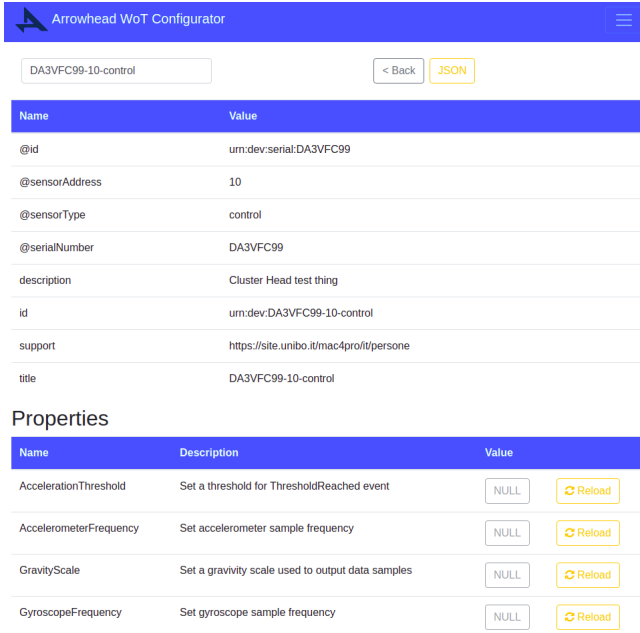 Arrowhead WoT Configurator
DA3VFC99-10-control
< Back
JSON
Name Value
@id urn:dev:serial:DA3VFC99
@sensorAddress 10
@sensorType control
@serialNumber DA3VFC99
description Cluster Head test thing
id urn:dev:DA3VFC99-10-control
support https://site.unibo.it/mac4pro/it/persone
title DA3VFC99-10-control
Properties
Name Description Value
AccelerationThreshold Set a threshold for ThresholdReached event NULL Reload
AccelerometerFrequency Set accelerometer sample frequency NULL Reload
GravityScale Set a gravivity scale used to output data samples NULL Reload
GyroscopeFrequency Set gyroscope sample frequency NULL Reload